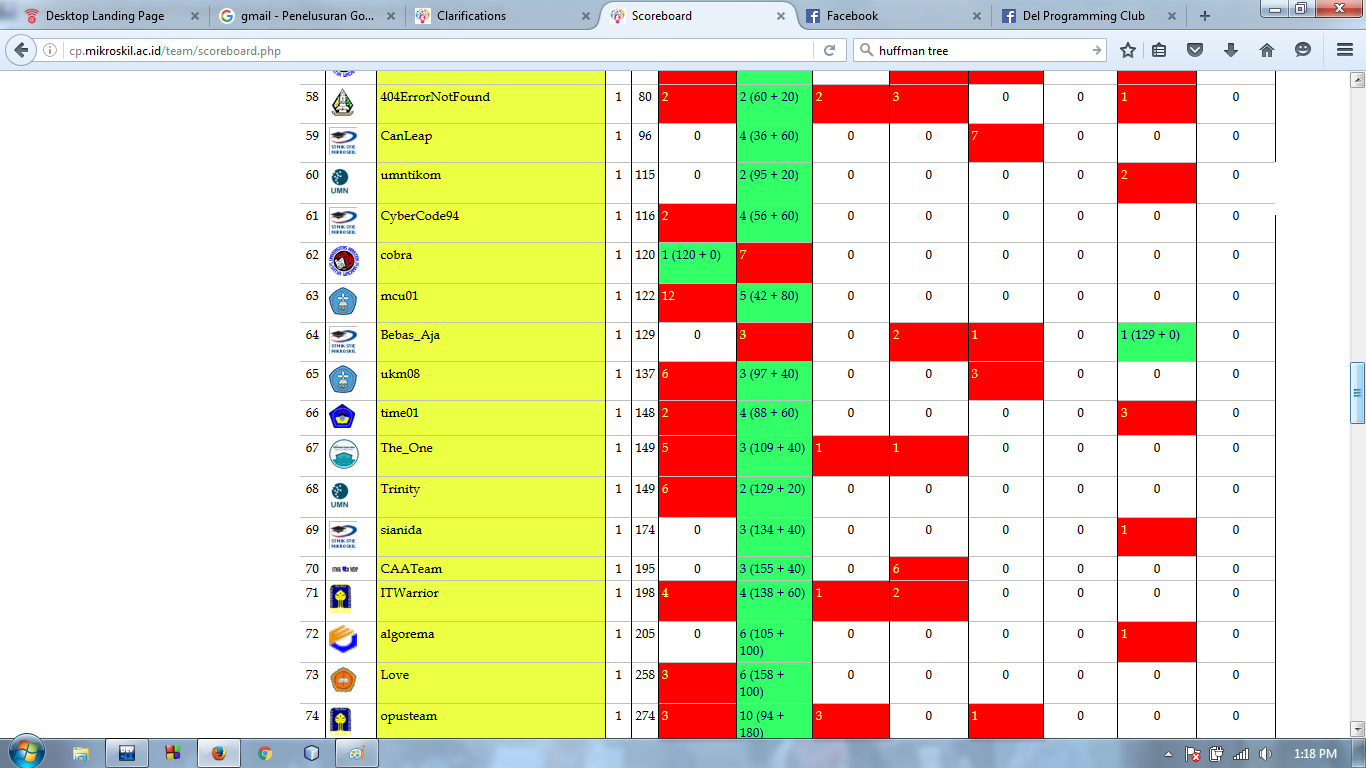 Desktop Landing Page
gmail - Penelusuran Go...
Clarifications
Scoreboard
Facebook
Del Programming Club
cp.mikroskil.ac.id/team/scoreboard.php
huffman tree
58 404ErrorNotFound 1 80 2 2 (60 + 20) 2 3 0 0 1 0
59 CanLeap 1 96 0 4 (36 + 60) 0 0 7 0 0 0
60 umntikom 1 115 0 2 (95 + 20) 0 0 0 0 2 0
61 CyberCode94 1 116 2 4 (56 + 60) 0 0 0 0 0 0
62 cobra 1 120 1 (120 + 0) 7 0 0 0 0 0 0
63 mcu01 1 122 12 5 (42 + 80) 0 0 0 0 0 0
64 Bebas_Aja 1 129 0 3 0 2 1 0 1 (129 + 0) 0
65 ukm08 1 137 6 3 (97 + 40) 0 0 3 0 0 0
66 time01 1 148 2 4 (88 + 60) 0 0 0 0 3 0
67 The_One 1 149 5 3 (109 + 40) 1 1 0 0 0 0
68 UMN Trinity 1 149 6 2 (129 + 20) 0 0 0 0 0 0
69 sianida 1 174 0 3 (134 + 40) 0 0 0 0 1 0
70 CAATeam 1 195 0 3 (155 + 40) 0 6 0 0 0 0
71 ITWarrior 1 198 4 4 (138 + 60) 1 2 0 0 0 0
72 algorema 1 205 0 6 (105 + 100) 0 0 0 0 1 0
73 Love 1 258 3 6 (158 + 100) 0 0 0 0 0 0
74 opusteam 1 274 3 10 (94 + 180) 3 0 1 0 0 0
1:18 PM